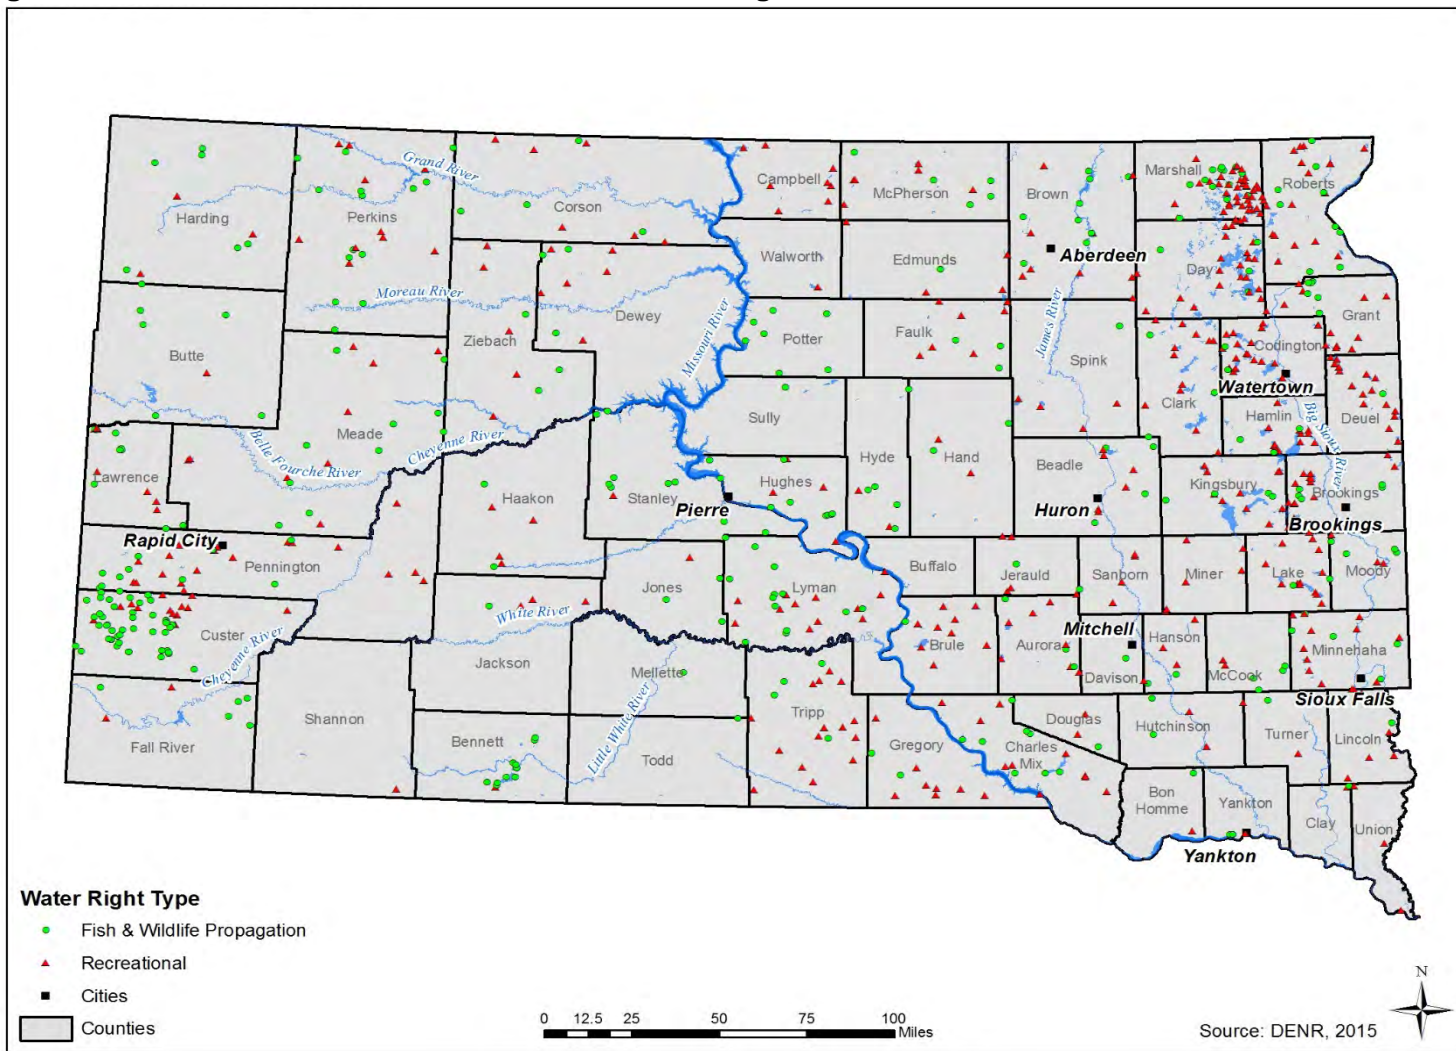 Grand River
Campbell
McPherson
Brown
Marshall
Roberts
Harding
Perkins
Corson
Walworth
Edmunds
Aberdeen
Day
Moreau River
Dewey
Missouri River
Potter
Faulk
James River
Spink
Grant
Butte
Ziebach
Codington
Watertown
Clark
Hamlin
Big Sioux River
Deuel
Meade
Sully
Belle Fourche River
Cheyenne River
Hyde
Hand
Beadle
Lawrence
Haakon
Stanley
Hughes
Kingsbury
Brookings
Pierre
Huron
Brookings
Rapid City
Pennington
Jones
Lyman
Buffalo
Jerauld
Sanborn
Miner
Lake
Moody
White River
Custer
Cheyenne River
Jackson
Mellette
Brule
Aurora
Mitchell
Davison
Hanson
McCook
Minnehaha
Sioux Falls
Fall River
Shannon
Bennett
Little White River
Todd
Tripp
Gregory
Charles
Mix
Douglas
Hutchinson
Turner
Lincoln
Bon
Homme
Yankton
Clay
Union
Yankton
Water Right Type
Fish & Wildlife Propagation
Recreational
Cities
Counties
0 12.5 25 50 75 100
Miles
N
Source: DENR, 2015